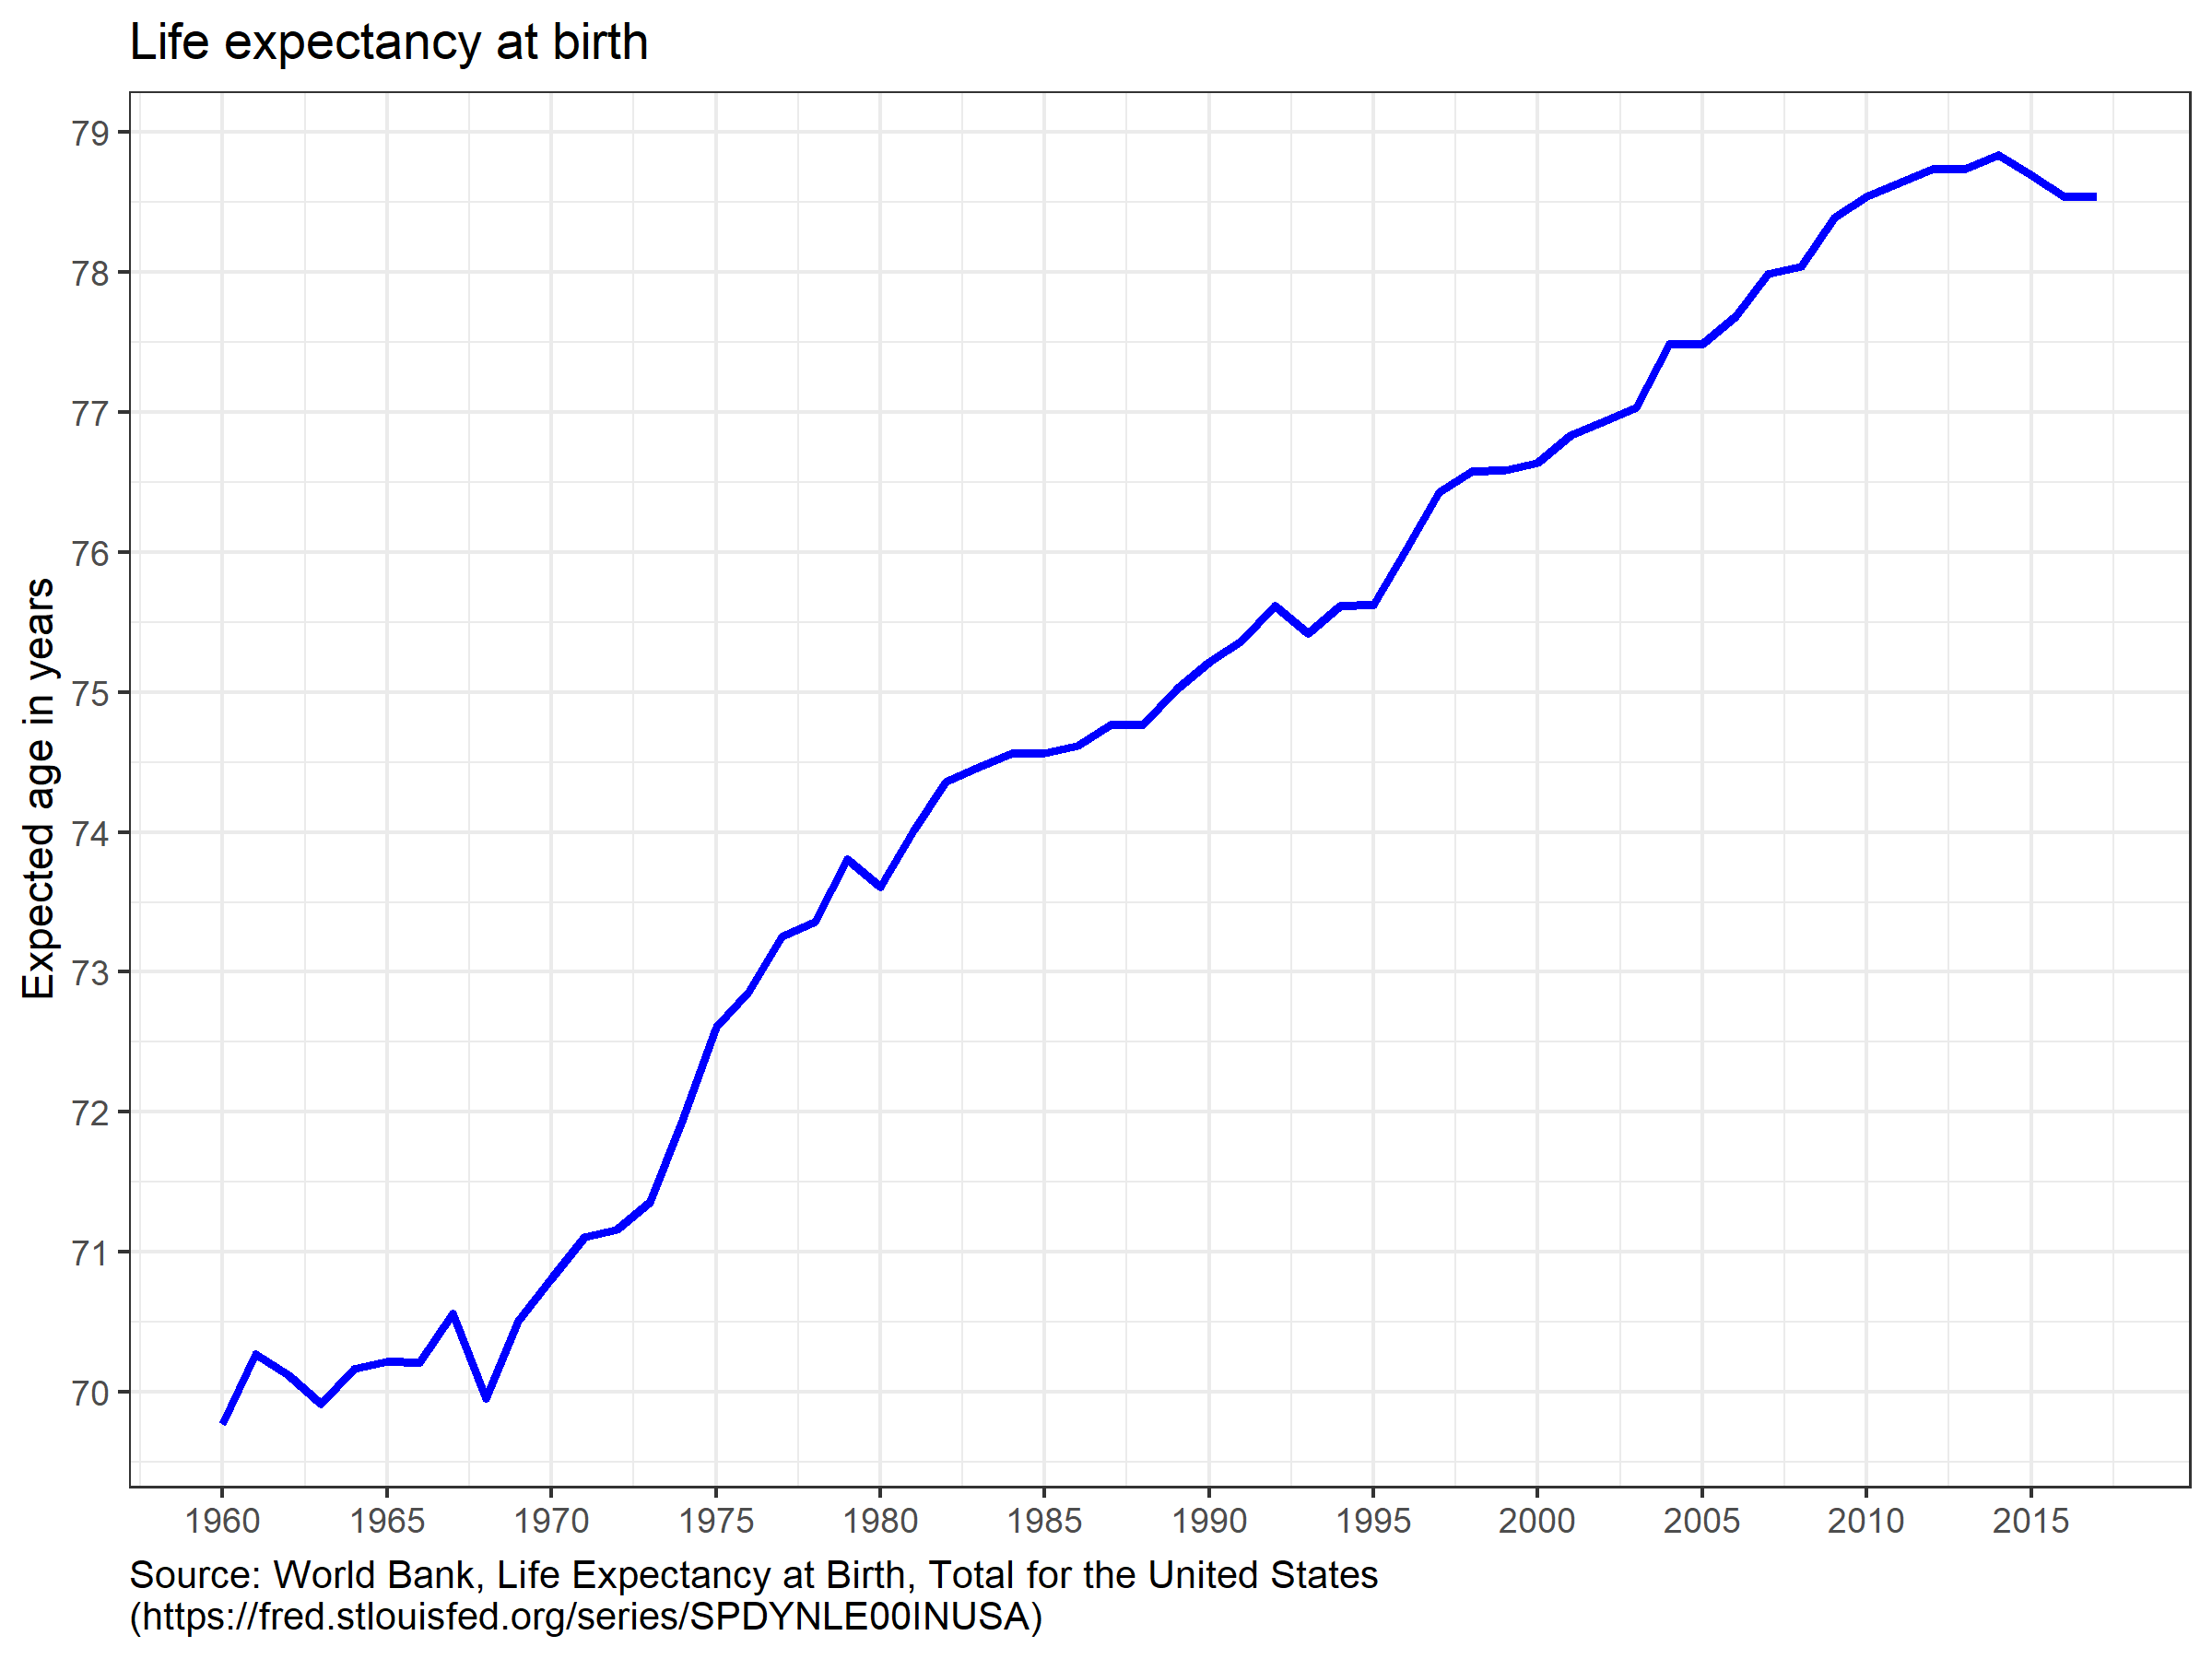 Life expectancy at birth
79
78
77
76
75
74
73
72
71
70
Expected age in years
1960 1965 1970 1975 1980 1985 1990 1995 2000 2005 2010 2015
Source: World Bank, Life Expectancy at Birth, Total for the United States
(https://fred.stlouisfed.org/series/SPDYNLE00INUSA)